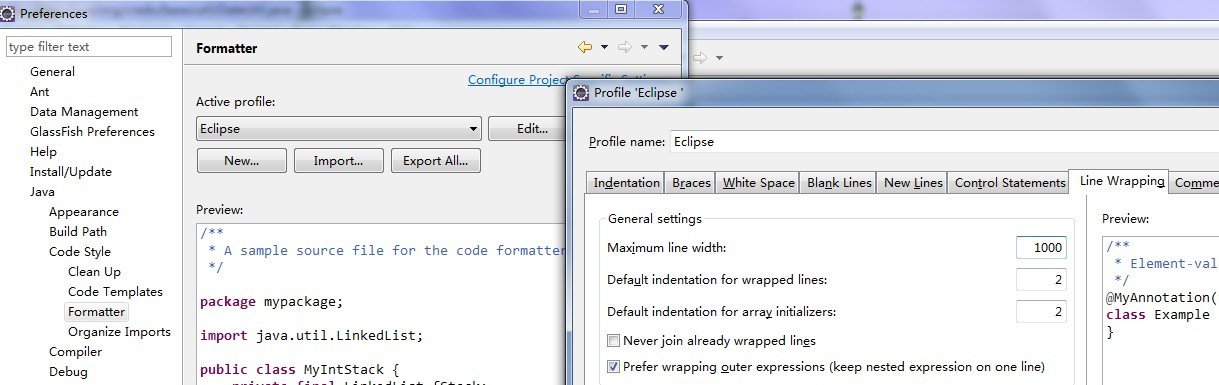 Preferences
type filter text
General
Ant
Data Management
GlassFish Preferences
Help
Install/Update
Java
Appearance
Build Path
Code Style
Clean Up
Code Templates
Formatter
Organize Imports
Compiler
Debug
Formatter
Configure Project Specific
Active profile:
Eclipse
Edit...
New...
Import...
Export All...
Preview:
/**
 * A sample source file for the code formatter
 */
package mypackage;
import java.util.LinkedList;
public class MyIntStack {
private final LinkedList fStack;
Profile 'Eclipse '
Profile name:
Eclipse
Indentation
Braces
White Space
Blank Lines
New Lines
Control Statements
Line Wrapping
Comme
General settings
Maximum line width:
1000
Default indentation for wrapped lines:
2
Default indentation for array initializers:
2
Never join already wrapped lines
Prefer wrapping outer expressions (keep nested expression on one line)
Preview:
/**
 * Element-val
 */
@MyAnnotation(
class Example
}